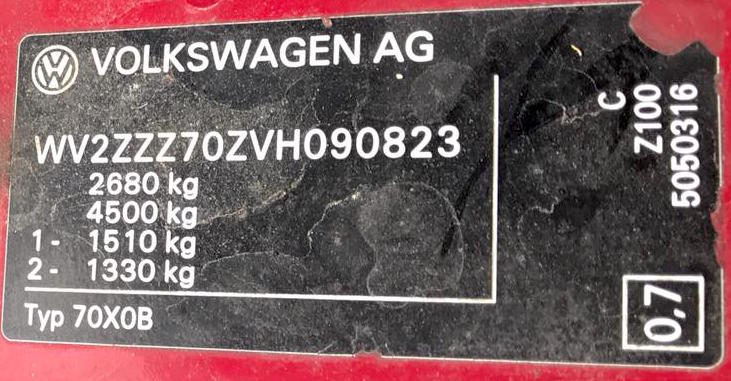 VOLKSWAGEN AG
WV2ZZZ70ZVH090823
2680 kg
4500 kg
1- 1510 kg
2- 1330 kg
Typ 70X0B
C
Z100
5050316
0,7